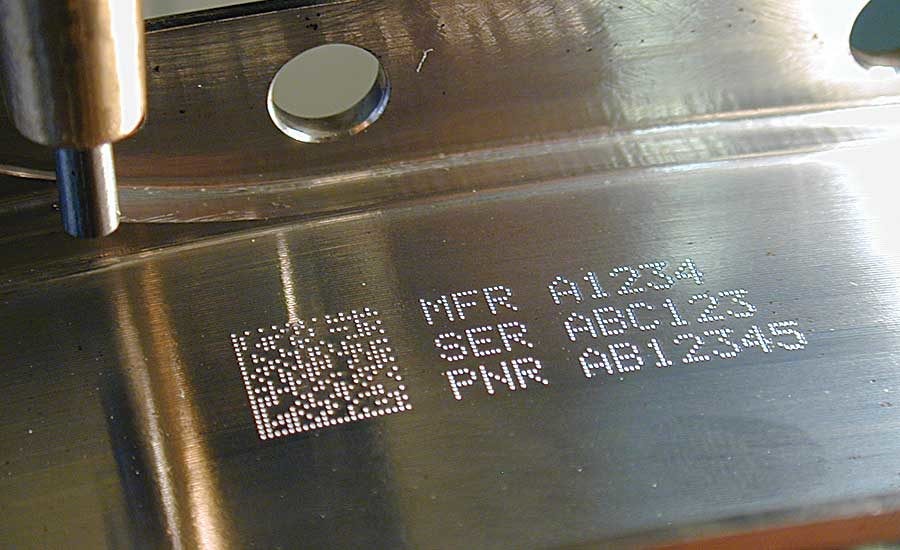 MFR A1234
SER ABC123
PNR AB12345